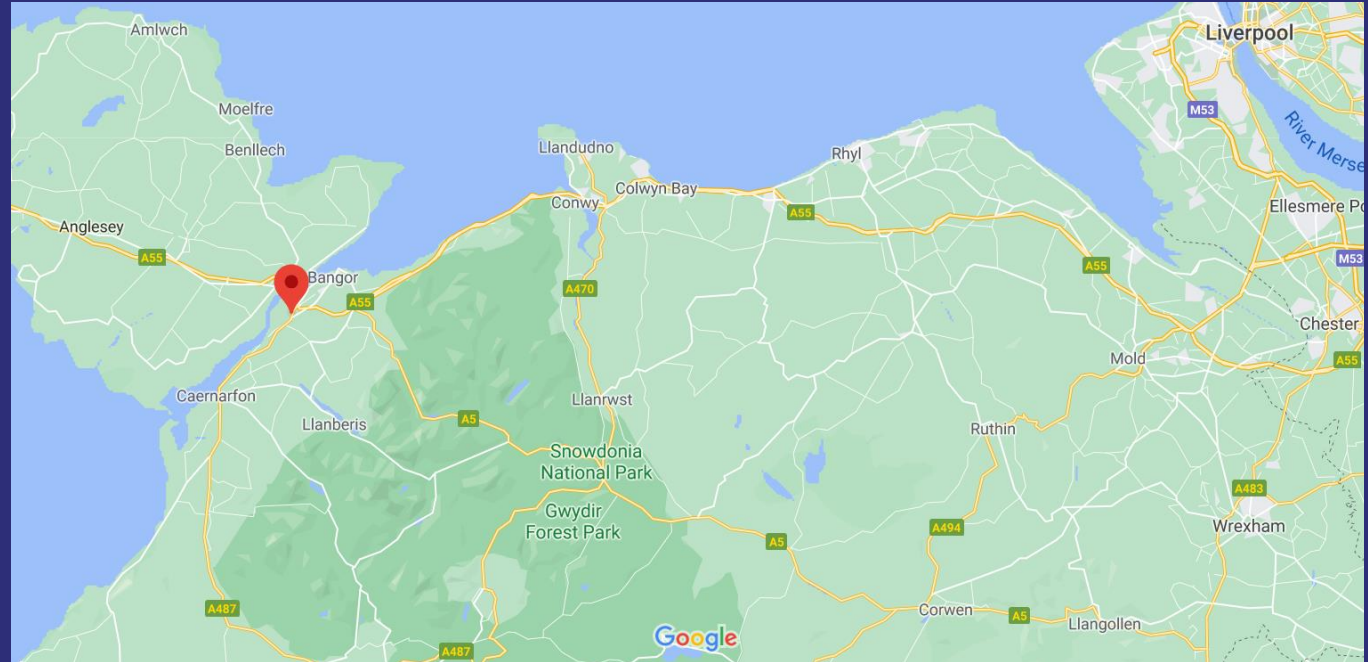 Amlwch
Liverpool
Moelfre
M53
River Merse
Benllech
Llandudno
Rhyl
Colwyn Bay
Conwy
Ellesmere Po
A55
Anglesey
A55
A55
M53
Bangor
A470
A55
Chester
Mold
A55
Caernarfon
Llanrwst
Llanberis
A5
Ruthin
Snowdonia
National Park
A483
Gwydir
Forest Park
A494
Wrexham
A5
A487
Corwen
A5
Llangollen
Google
A487